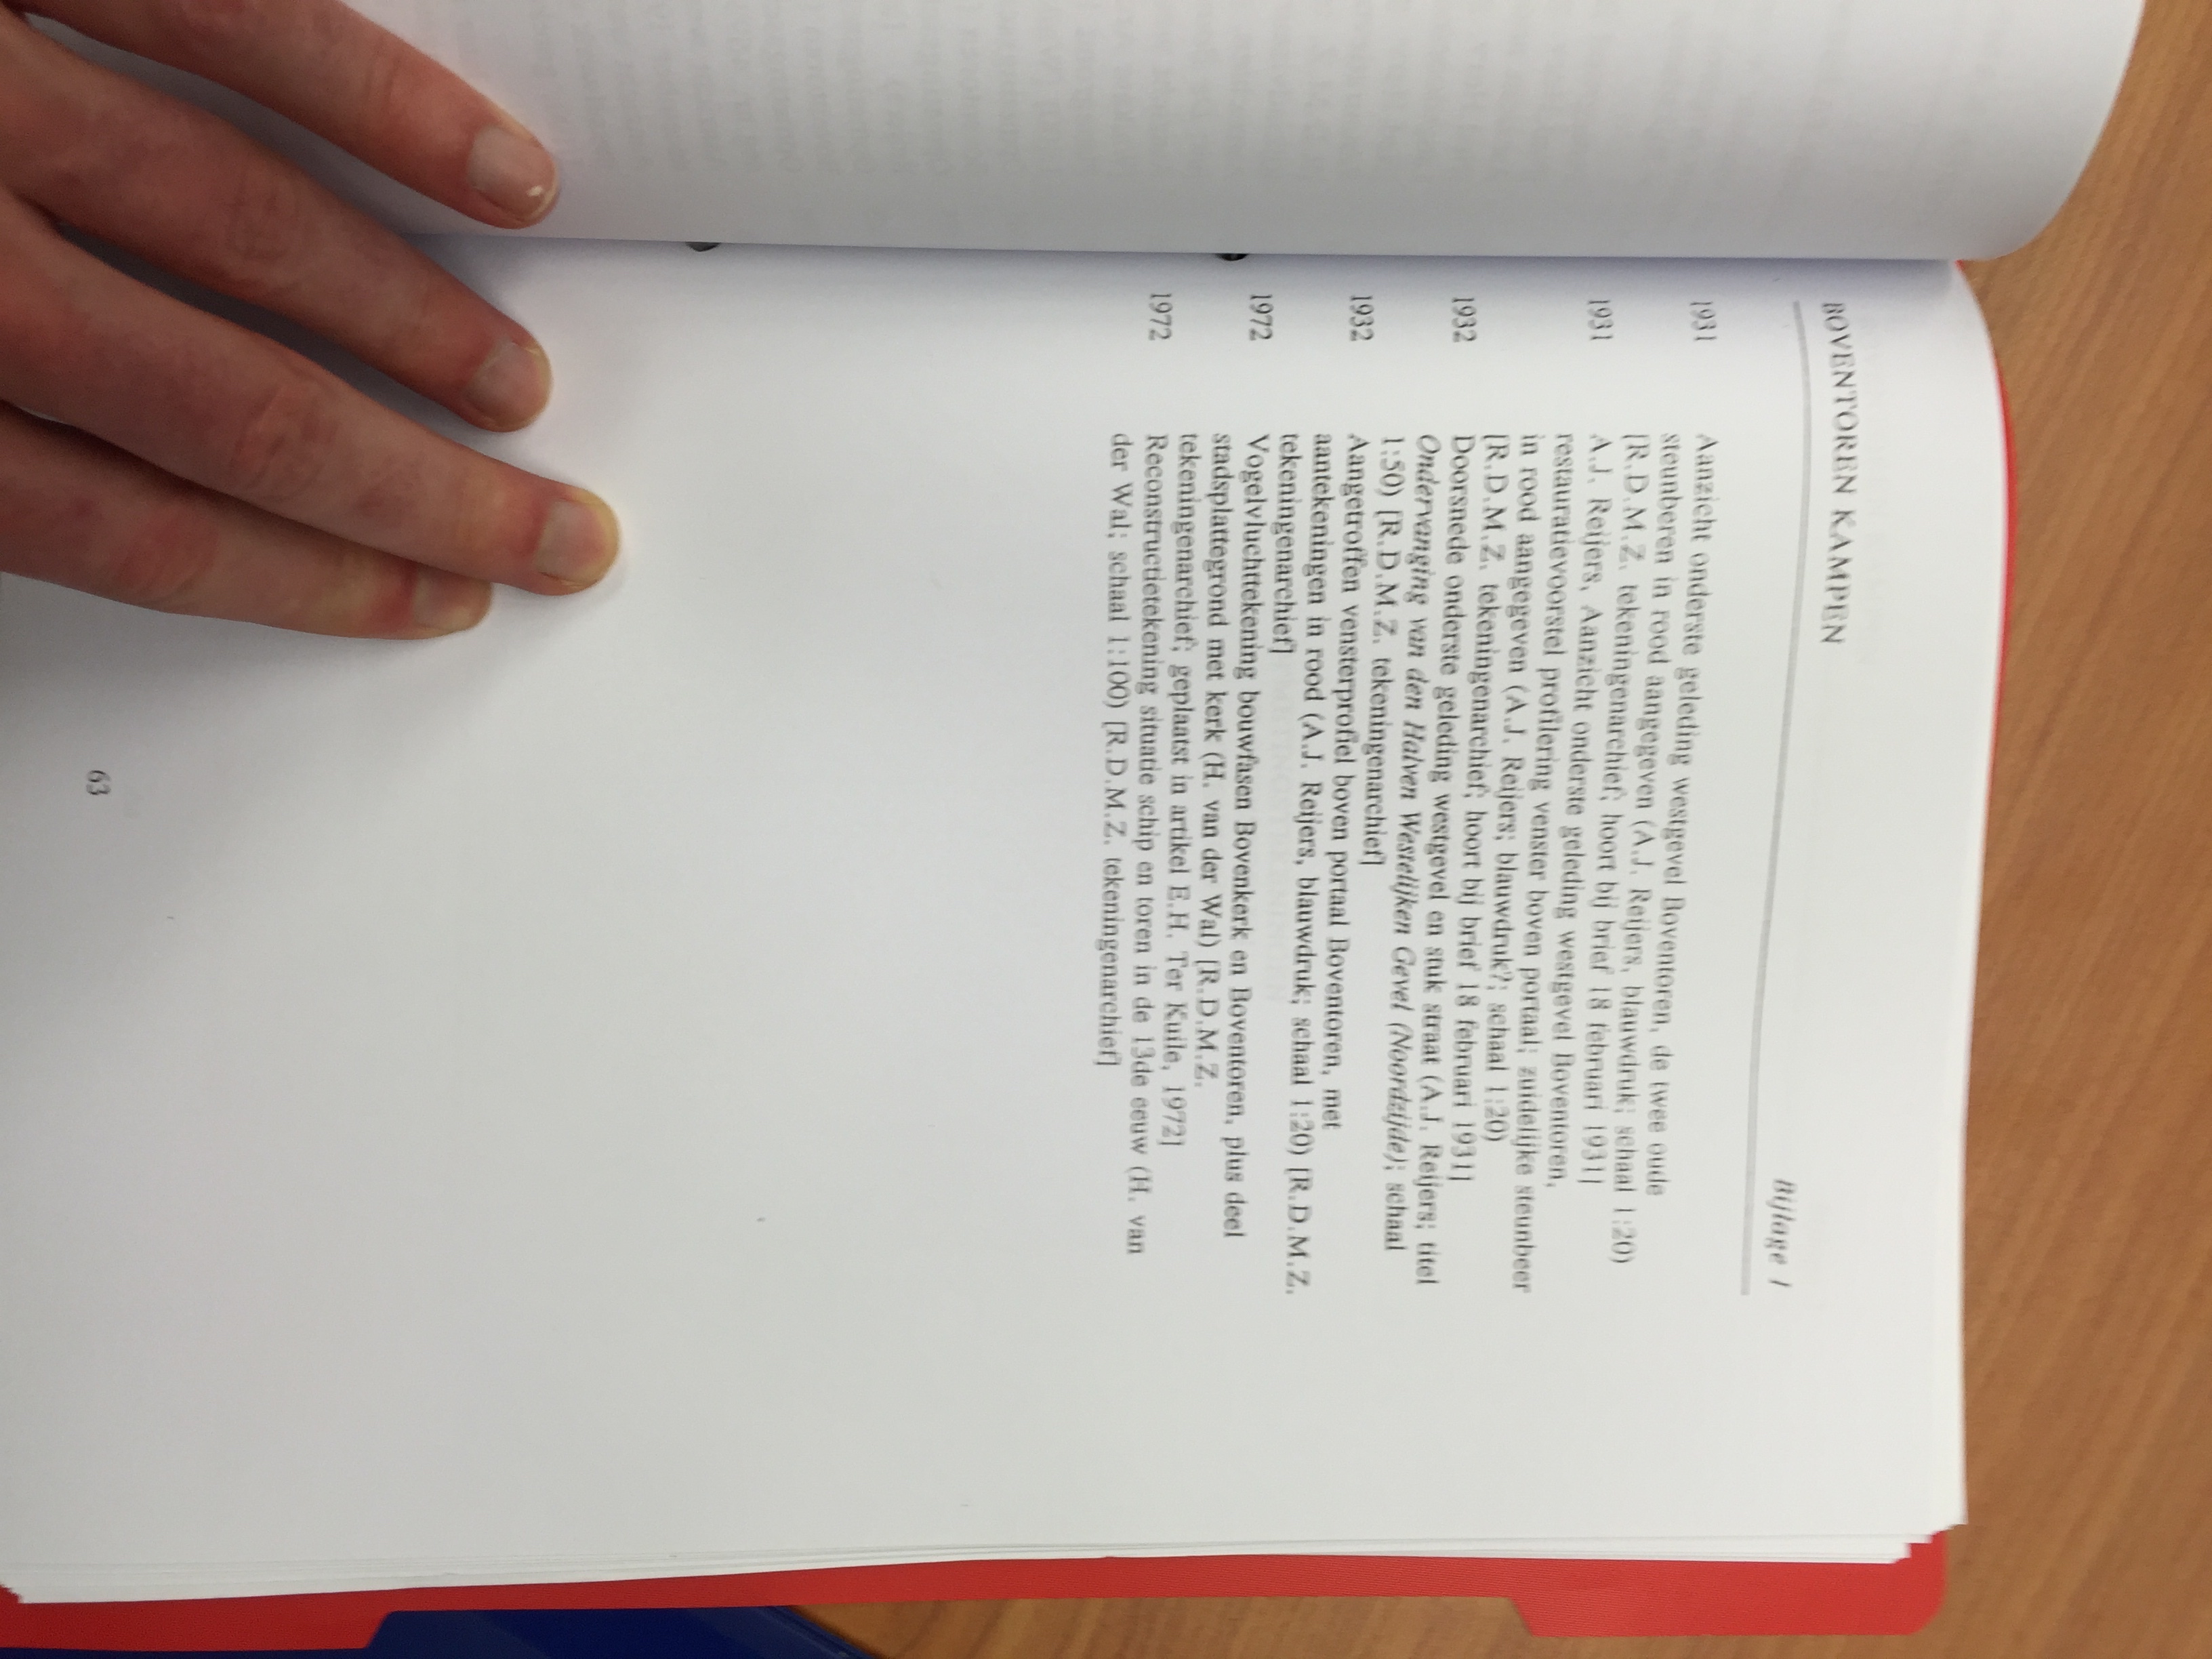 BOVENTOREN KAMPEN
Bijlage 1
1931 Aanzicht onderste geleding westgevel Boventoren, de twee oude
steunberen in rood aangegeven (A.J. Reijers, blauwdruk; schaal 1:20)
[R.D.M.Z. tekeningenarchief; hoort bij brief 18 februari 1931]
1931 A.J. Reijers, Aanzicht onderste geleding westgevel Boventoren,
restauratievoorstel profilering venster boven portaal; zuidelijke steunbeer
in rood aangegeven (A.J. Reijers; blauwdruk?; schaal 1:20)
[R.D.M.Z. tekeningenarchief; hoort bij brief 18 februari 1931]
1932 Doorsnede onderste geleding westgevel en stuk straat (A.J. Reijers; titel
Ondervanging van den Halven Westelijken Gevel (Noordzijde); schaal
1:50) [R.D.M.Z. tekeningenarchief]
1932 Aangetroffen vensterprofiel boven portaal Boventoren, met
aantekeningen in rood (A.J. Reijers, blauwdruk; schaal 1:20) [R.D.M.Z.
tekeningenarchief]
1972 Vogelvluchttekening bouwfasen Bovenkerk en Boventoren, plus deel
stadsplattegrond met kerk (H. van der Wal) [R.D.M.Z.
tekeningenarchief; geplaatst in artikel E.H. Ter Kuile, 1972]
1972 Reconstructietekening situatie schip en toren in de 13de eeuw (H. van
der Wal; schaal 1:100) [R.D.M.Z. tekeningenarchief]
63